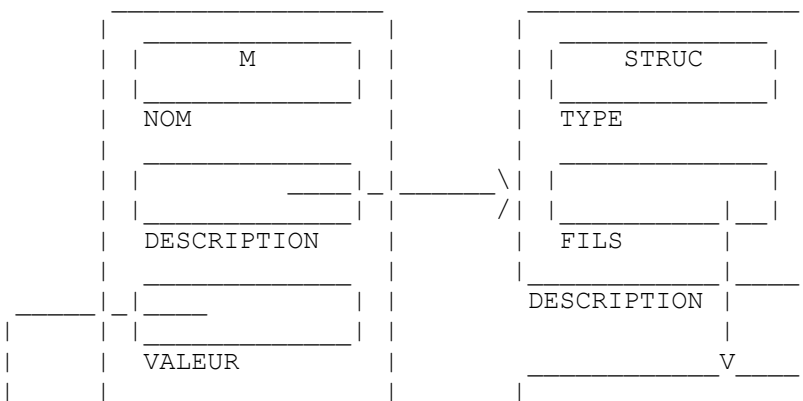 M STRUC
NOM TYPE
DESCRIPTION FILS
DESCRIPTION
VALEUR V